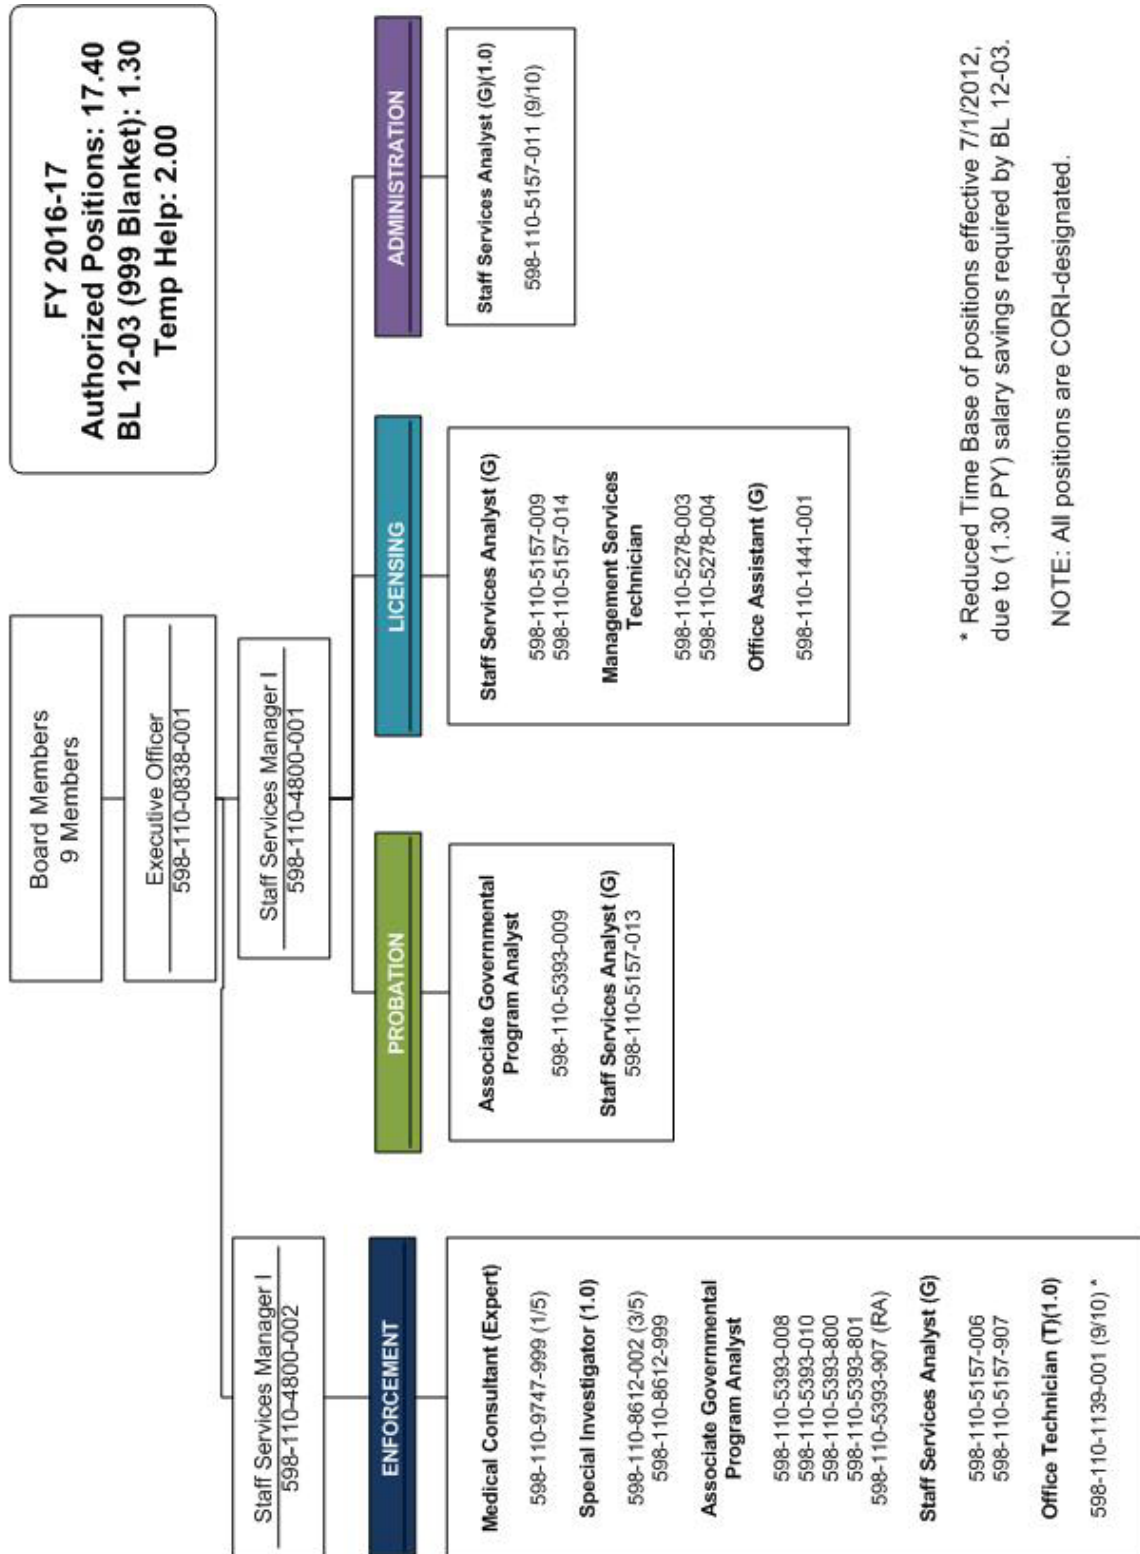 FY 2016-17
Authorized Positions: 17.40
BL 12-03 (999 Blanket): 1.30
Temp Help: 2.00
Board Members
9 Members
Executive Officer
598-110-0838-001
Staff Services Manager I
598-110-4800-002
Staff Services Manager I
598-110-4800-001
ENFORCEMENT
Medical Consultant (Expert)
598-110-9747-999 (1/5)
Special Investigator (1.0)
598-110-8612-002 (3/5)
598-110-8612-999
Associate Governmental
Program Analyst
598-110-5393-008
598-110-5393-010
598-110-5393-800
598-110-5393-801
598-110-5393-907 (RA)
Staff Services Analyst (G)
598-110-5157-006
598-110-5157-907
Office Technician (T)(1.0)
598-110-1139-001 (9/10) *
PROBATION
Associate Governmental
Program Analyst
598-110-5393-009
Staff Services Analyst (G)
598-110-5157-013
LICENSING
Staff Services Analyst (G)
598-110-5157-009
598-110-5157-014
Management Services
Technician
598-110-5278-003
598-110-5278-004
Office Assistant (G)
598-110-1441-001
ADMINISTRATION
Staff Services Analyst (G)(1.0)
598-110-5157-011 (9/10)
* Reduced Time Base of positions effective 7/1/2012,
due to (1.30 PY) salary savings required by BL 12-03.
NOTE: All positions are CORI-designated.